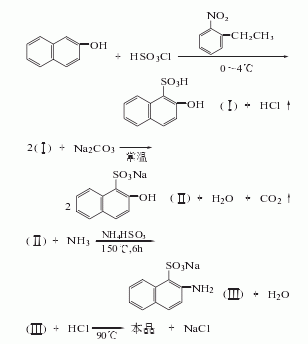 NO₂
OH + HSO₃Cl CH₂CH₃
0~4℃
SO₃H
OH (Ⅰ) + HCl ↑
2(Ⅰ) + Na₂CO₃ 常温
SO₃Na
2 OH (Ⅱ) + H₂O + CO₂ ↑
(Ⅱ) + NH₃ NH₄HSO₃ 150℃,6h
SO₃Na
NH₂ (Ⅲ) + H₂O
(Ⅲ) + HCl 90℃ 本品 + NaCl